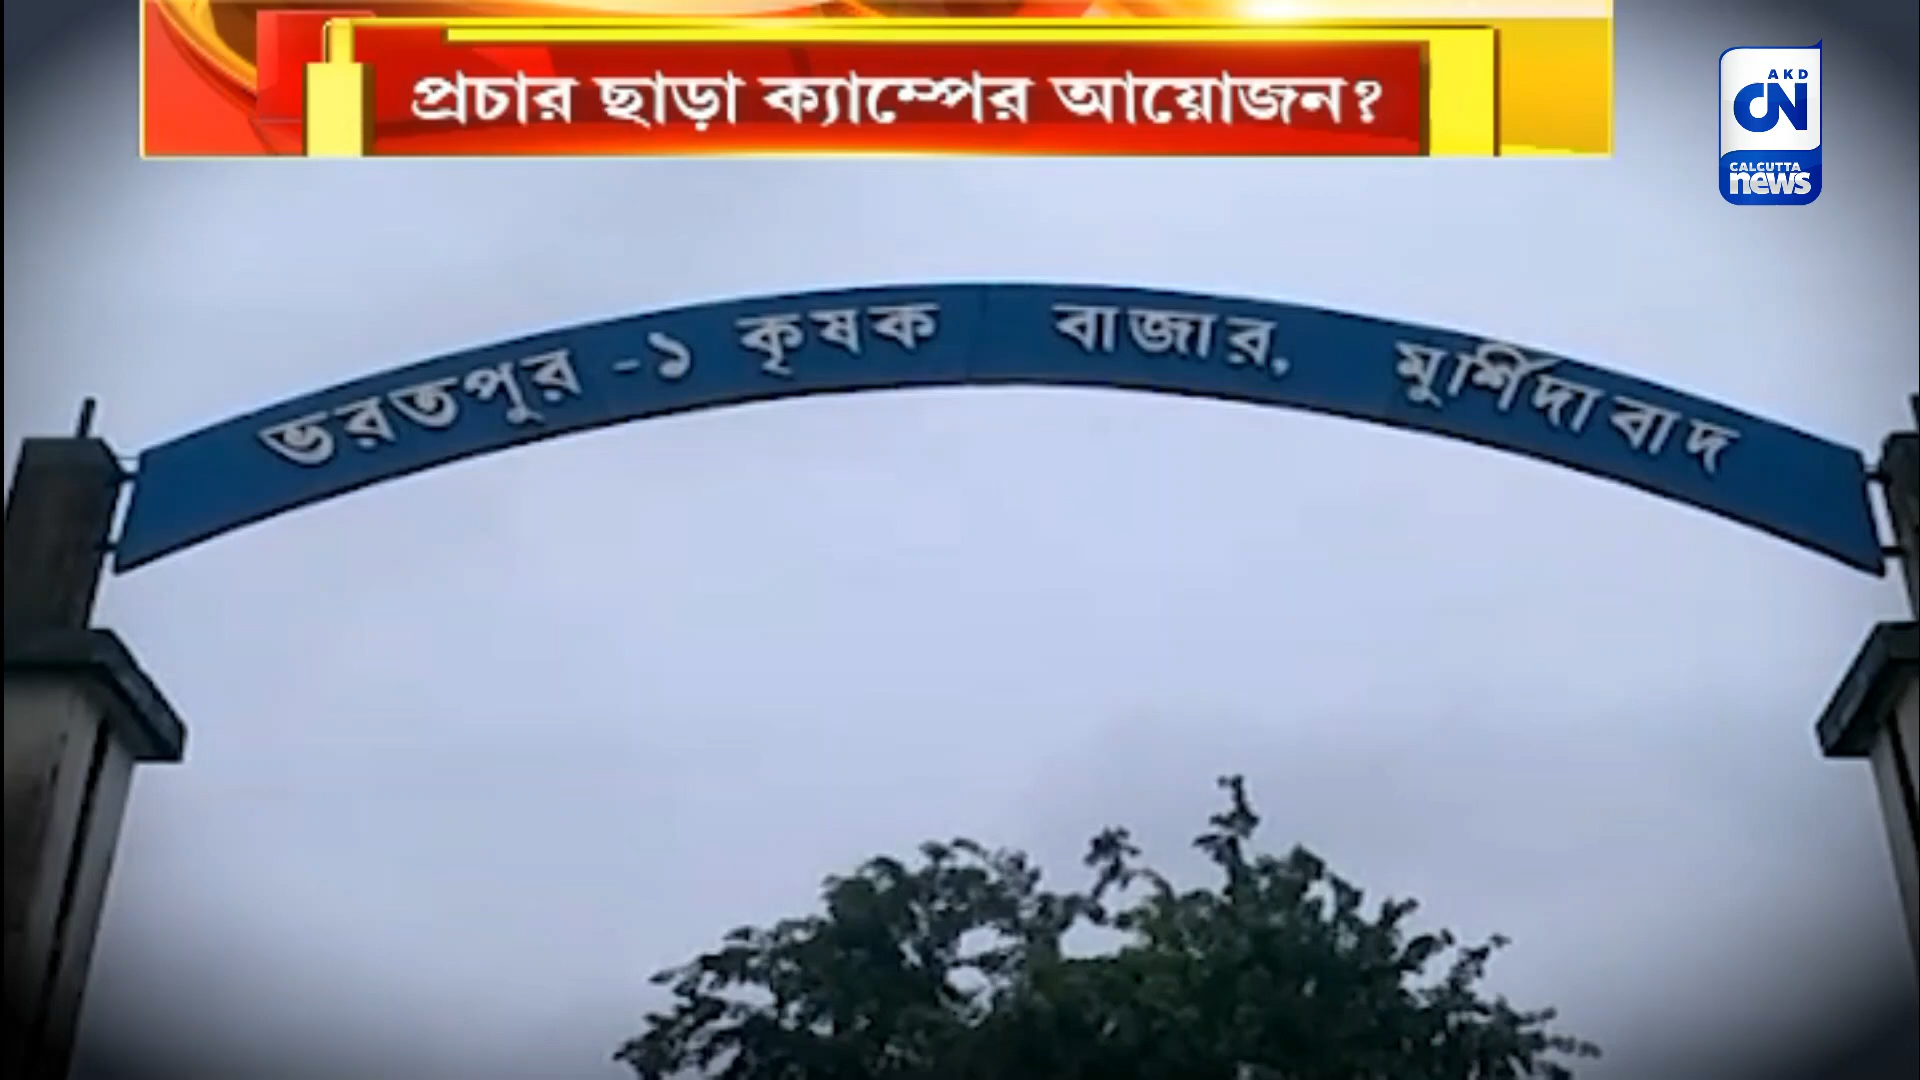 প্রচার ছাড়া ক্যাম্পের আয়োজন?
AKD
CN
CALCUTTA
news
ভরতপুর -১ কৃষক বাজার, মুর্শিদাবাদ